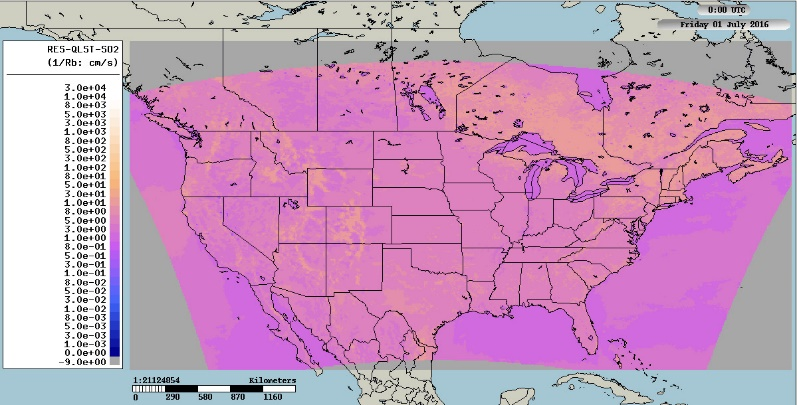 0:00 UTC
Friday 01 July 2016
RES-QLST-SO2
(1/Rb: cm/s)
3.0e+04
1.0e+04
8.0e+03
5.0e+03
3.0e+03
1.0e+03
8.0e+02
5.0e+02
3.0e+02
1.0e+02
8.0e+01
5.0e+01
3.0e+01
1.0e+01
8.0e+00
5.0e+00
3.0e+00
1.0e+00
8.0e-01
5.0e-01
3.0e-01
1.0e-01
8.0e-02
5.0e-02
3.0e-02
1.0e-02
8.0e-03
5.0e-03
3.0e-03
1.0e-03
0.0e+00
-9.0e+00
1:21124854 Kilometers
0 290 580 870 1160